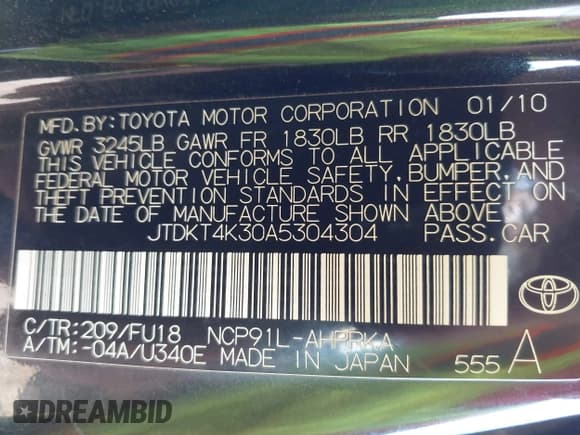 MFD.BY:TOYOTA MOTOR CORPORATION 01/10
GVWR 3245LB GAWR FR 1830LB RR 1830LB
THIS VEHICLE CONFORMS TO ALL APPLICABLE
FEDERAL MOTOR VEHICLE SAFETY,BUMPER,AND
THEFT PREVENTION STANDARDS IN EFFECT ON
THE DATE OF MANUFACTURE SHOWN ABOVE.
JTDKT4K30A5304304 PASS.CAR
C/TR:209/FU18 NCP91L-AHPRKA
A/TM:-04A/U340E MADE IN JAPAN 555A
DREAMBID